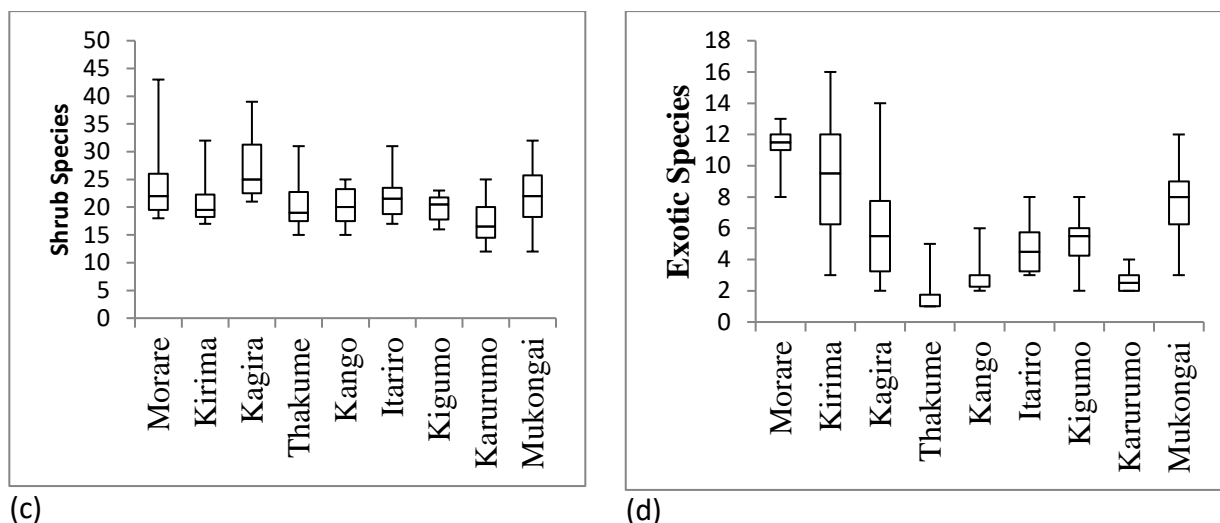 Shrub Species
50
45
40
35
30
25
20
15
10
5
0
Morare
Kirima
Kagira
Thakume
Kango
Itariro
Kigumo
Karurumo
Mukongai
(c)
Exotic Species
18
16
14
12
10
8
6
4
2
0
Morare
Kirima
Kagira
Thakume
Kango
Itariro
Kigumo
Karurumo
Mukongai
(d)